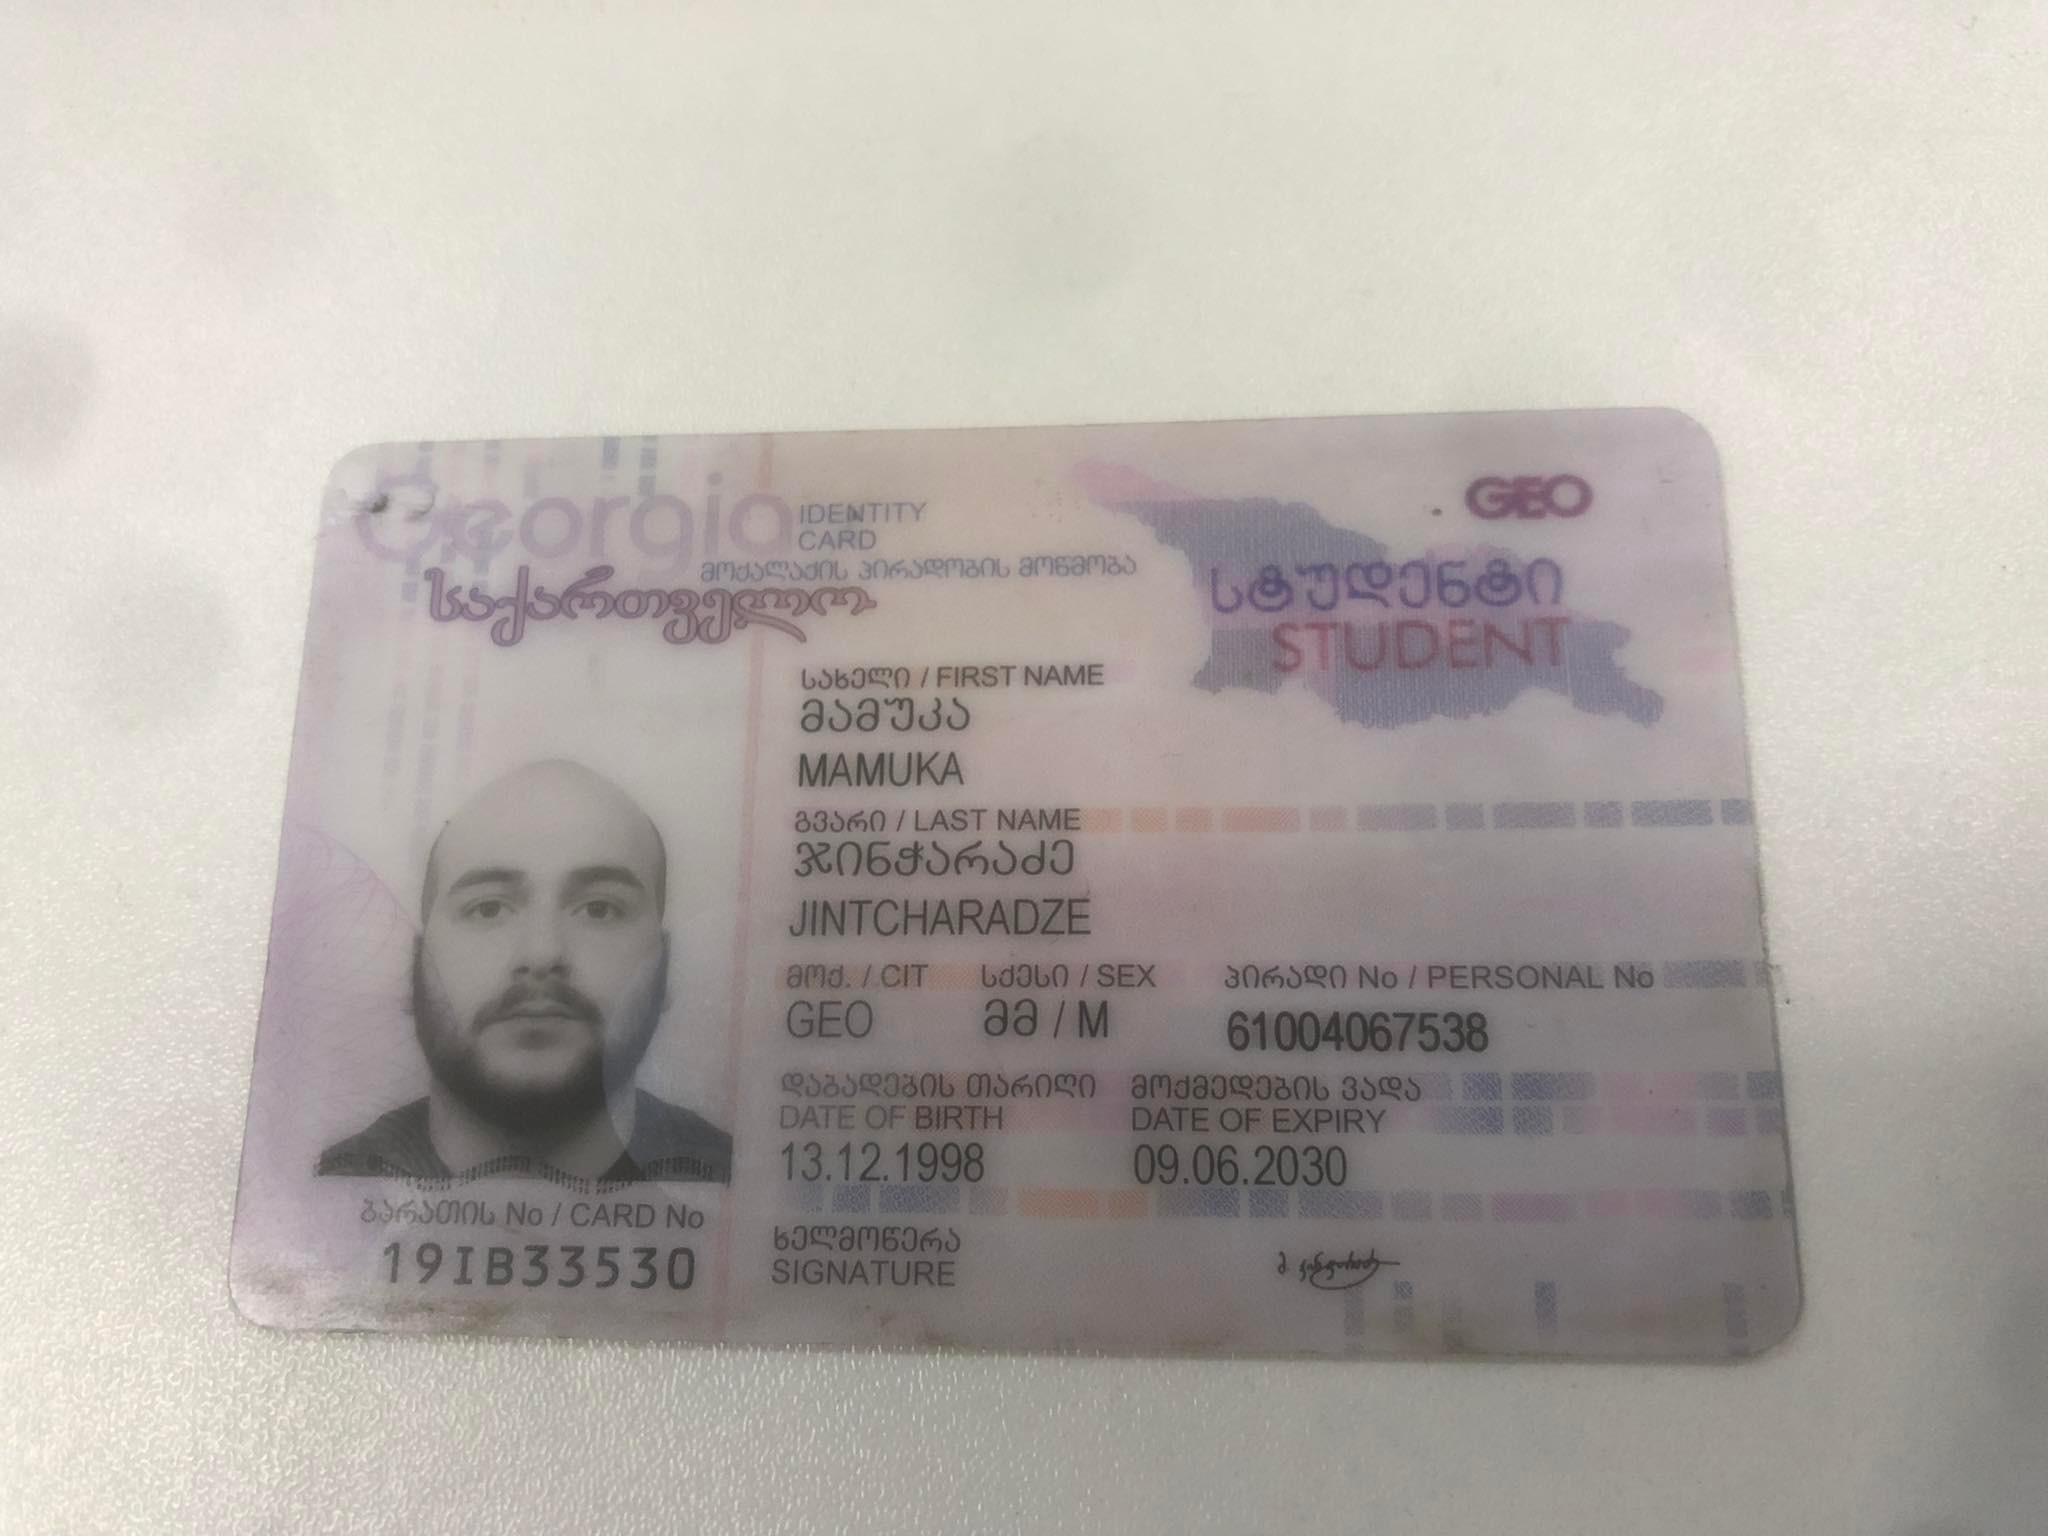 Georgia IDENTITY
CARD
მოქალაქის პირადობის მოწმობა
საქართველო
GEO
სტუდენტი
STUDENT
სახელი / FIRST NAME
მამუკა
MAMUKA
გვარი / LAST NAME
ჯინჭარაძე
JINTCHARADZE
მოქ. / CIT სქესი / SEX პირადი No / PERSONAL No
GEO მმ / M 61004067538
დაბადების თარიღი მოქმედების ვადა
DATE OF BIRTH DATE OF EXPIRY
13.12.1998 09.06.2030
ბარათის No / CARD No
19IB33530
ხელმოწერა
SIGNATURE